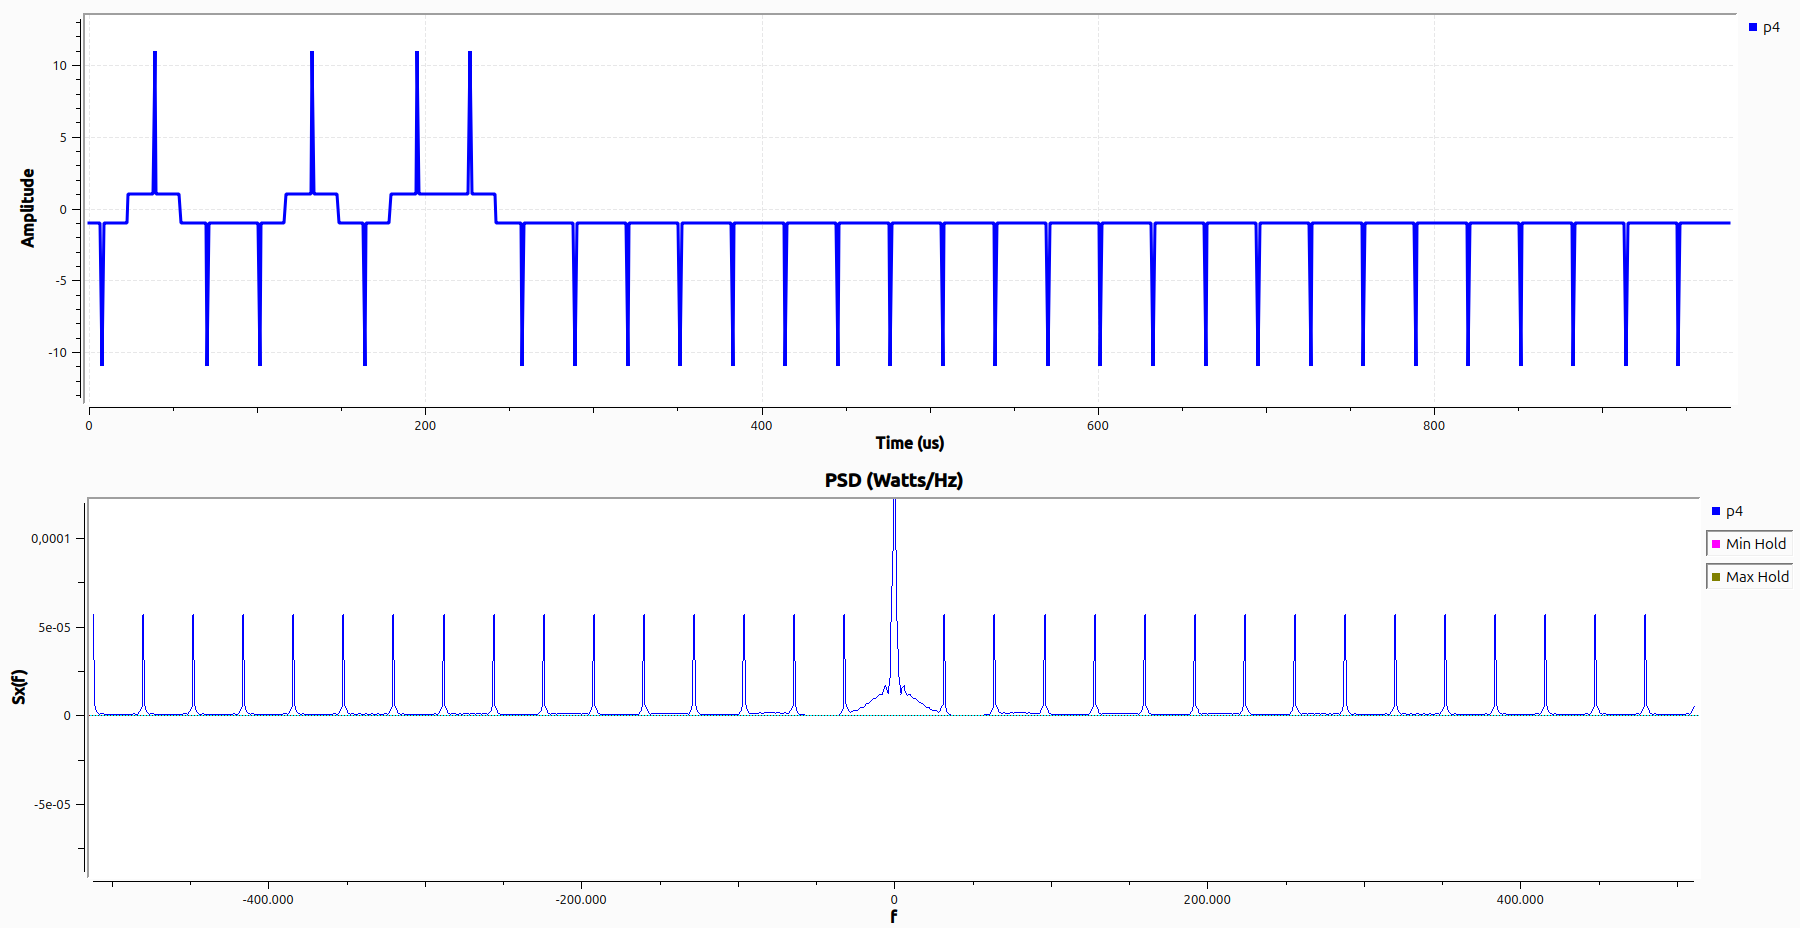 p4
10
5
0
-5
-10
Amplitude
0 200 400 600 800
Time (us)
PSD (Watts/Hz)
p4
Min Hold
Max Hold
0,0001
5e-05
0
-5e-05
Sx(f)
-400.000 -200.000 0 200.000 400.000
f